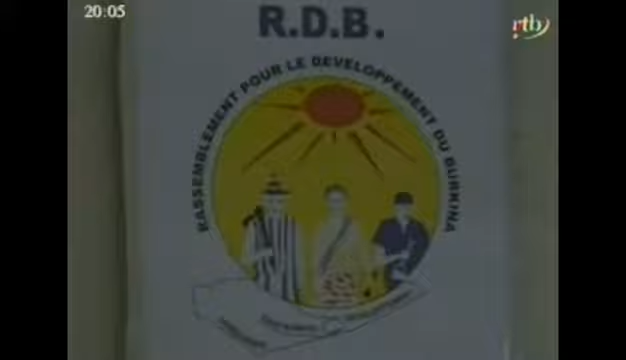 20:05
R.D.B.
rtb
RASSEMBLEMENT POUR LE DEVELOPPEMENT DU BURKINA